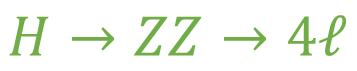 H → ZZ → 4ℓ